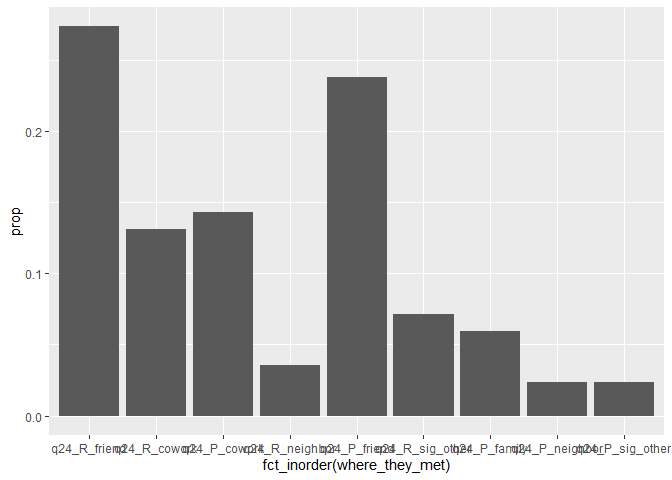 0.2
prop
0.1
0.0
q24_R_friend q24_R_cowork q24_P_cowork q24_R_neighbor q24_P_friend q24_R_sig_other q24_P_family q24_P_neighbor q24_P_sig_other
fct_inorder(where_they_met)